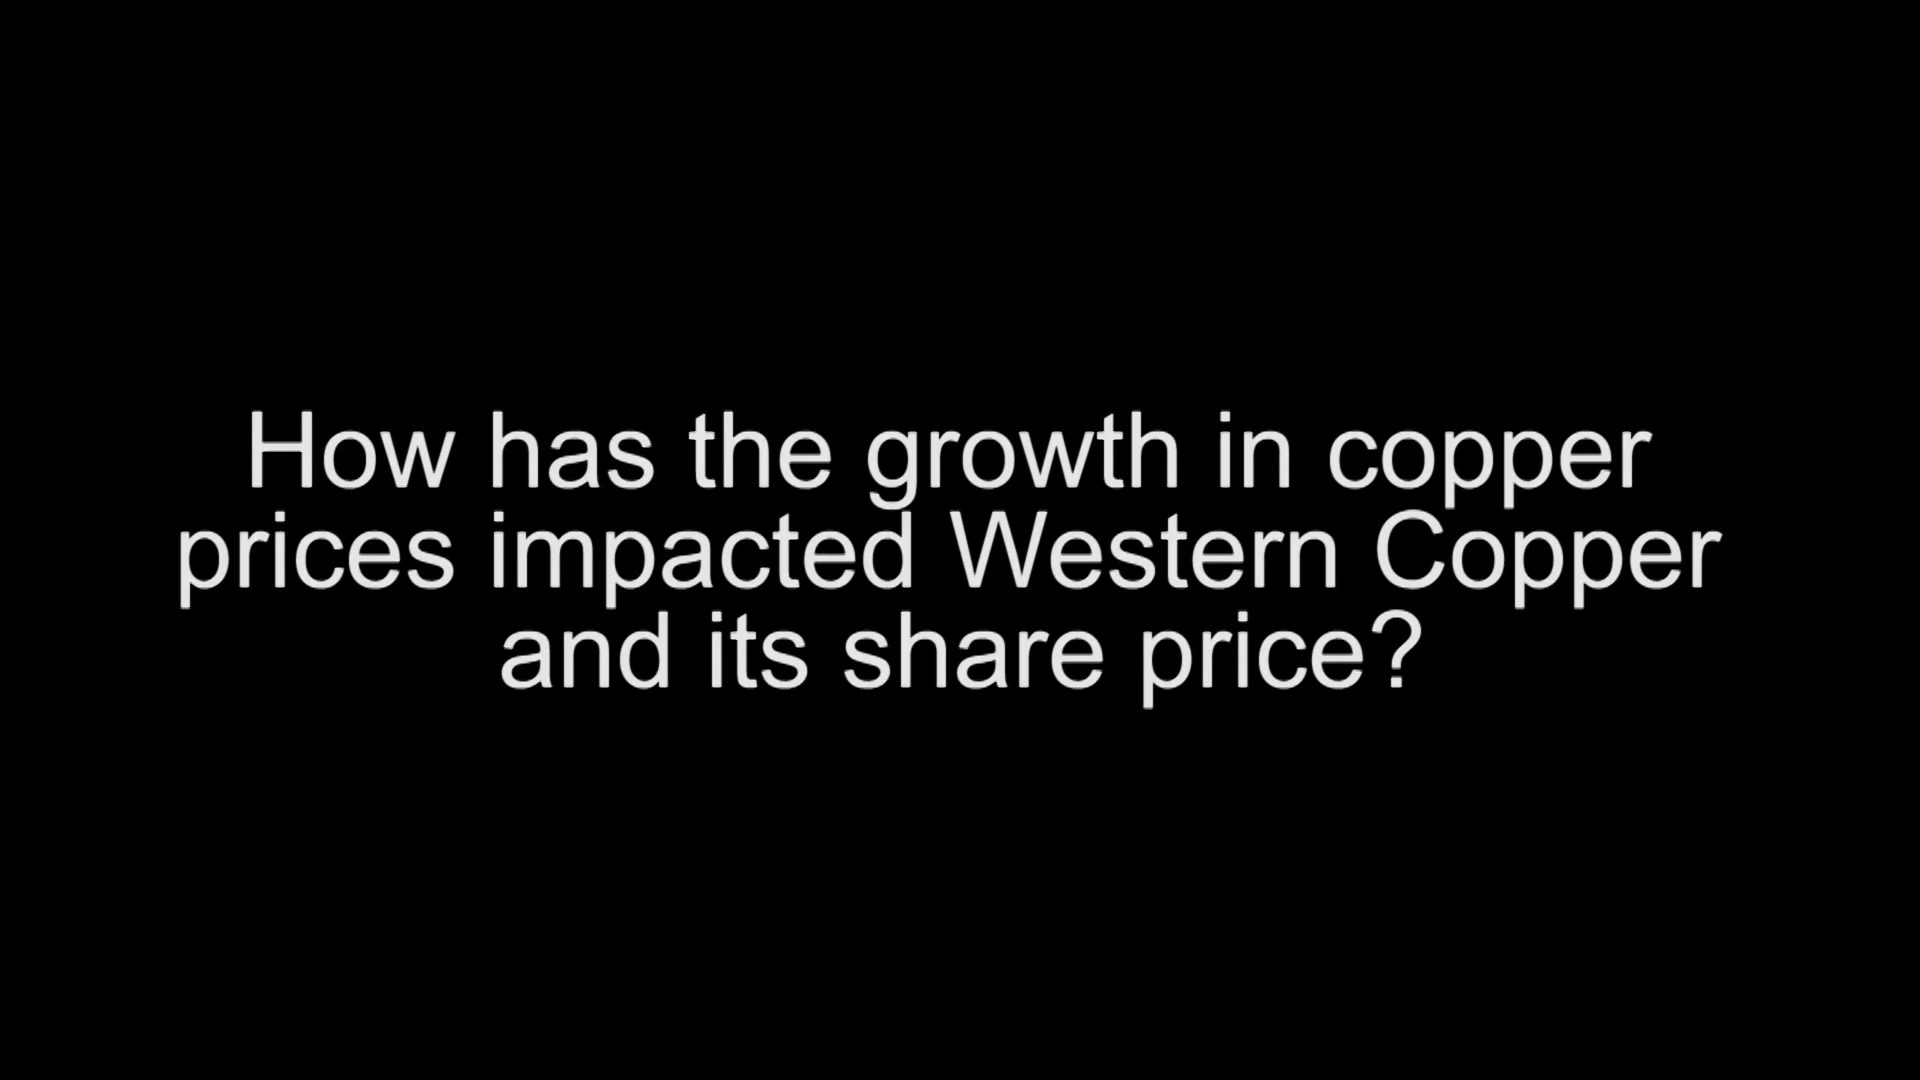 How has the growth in copper
prices impacted Western Copper
and its share price?